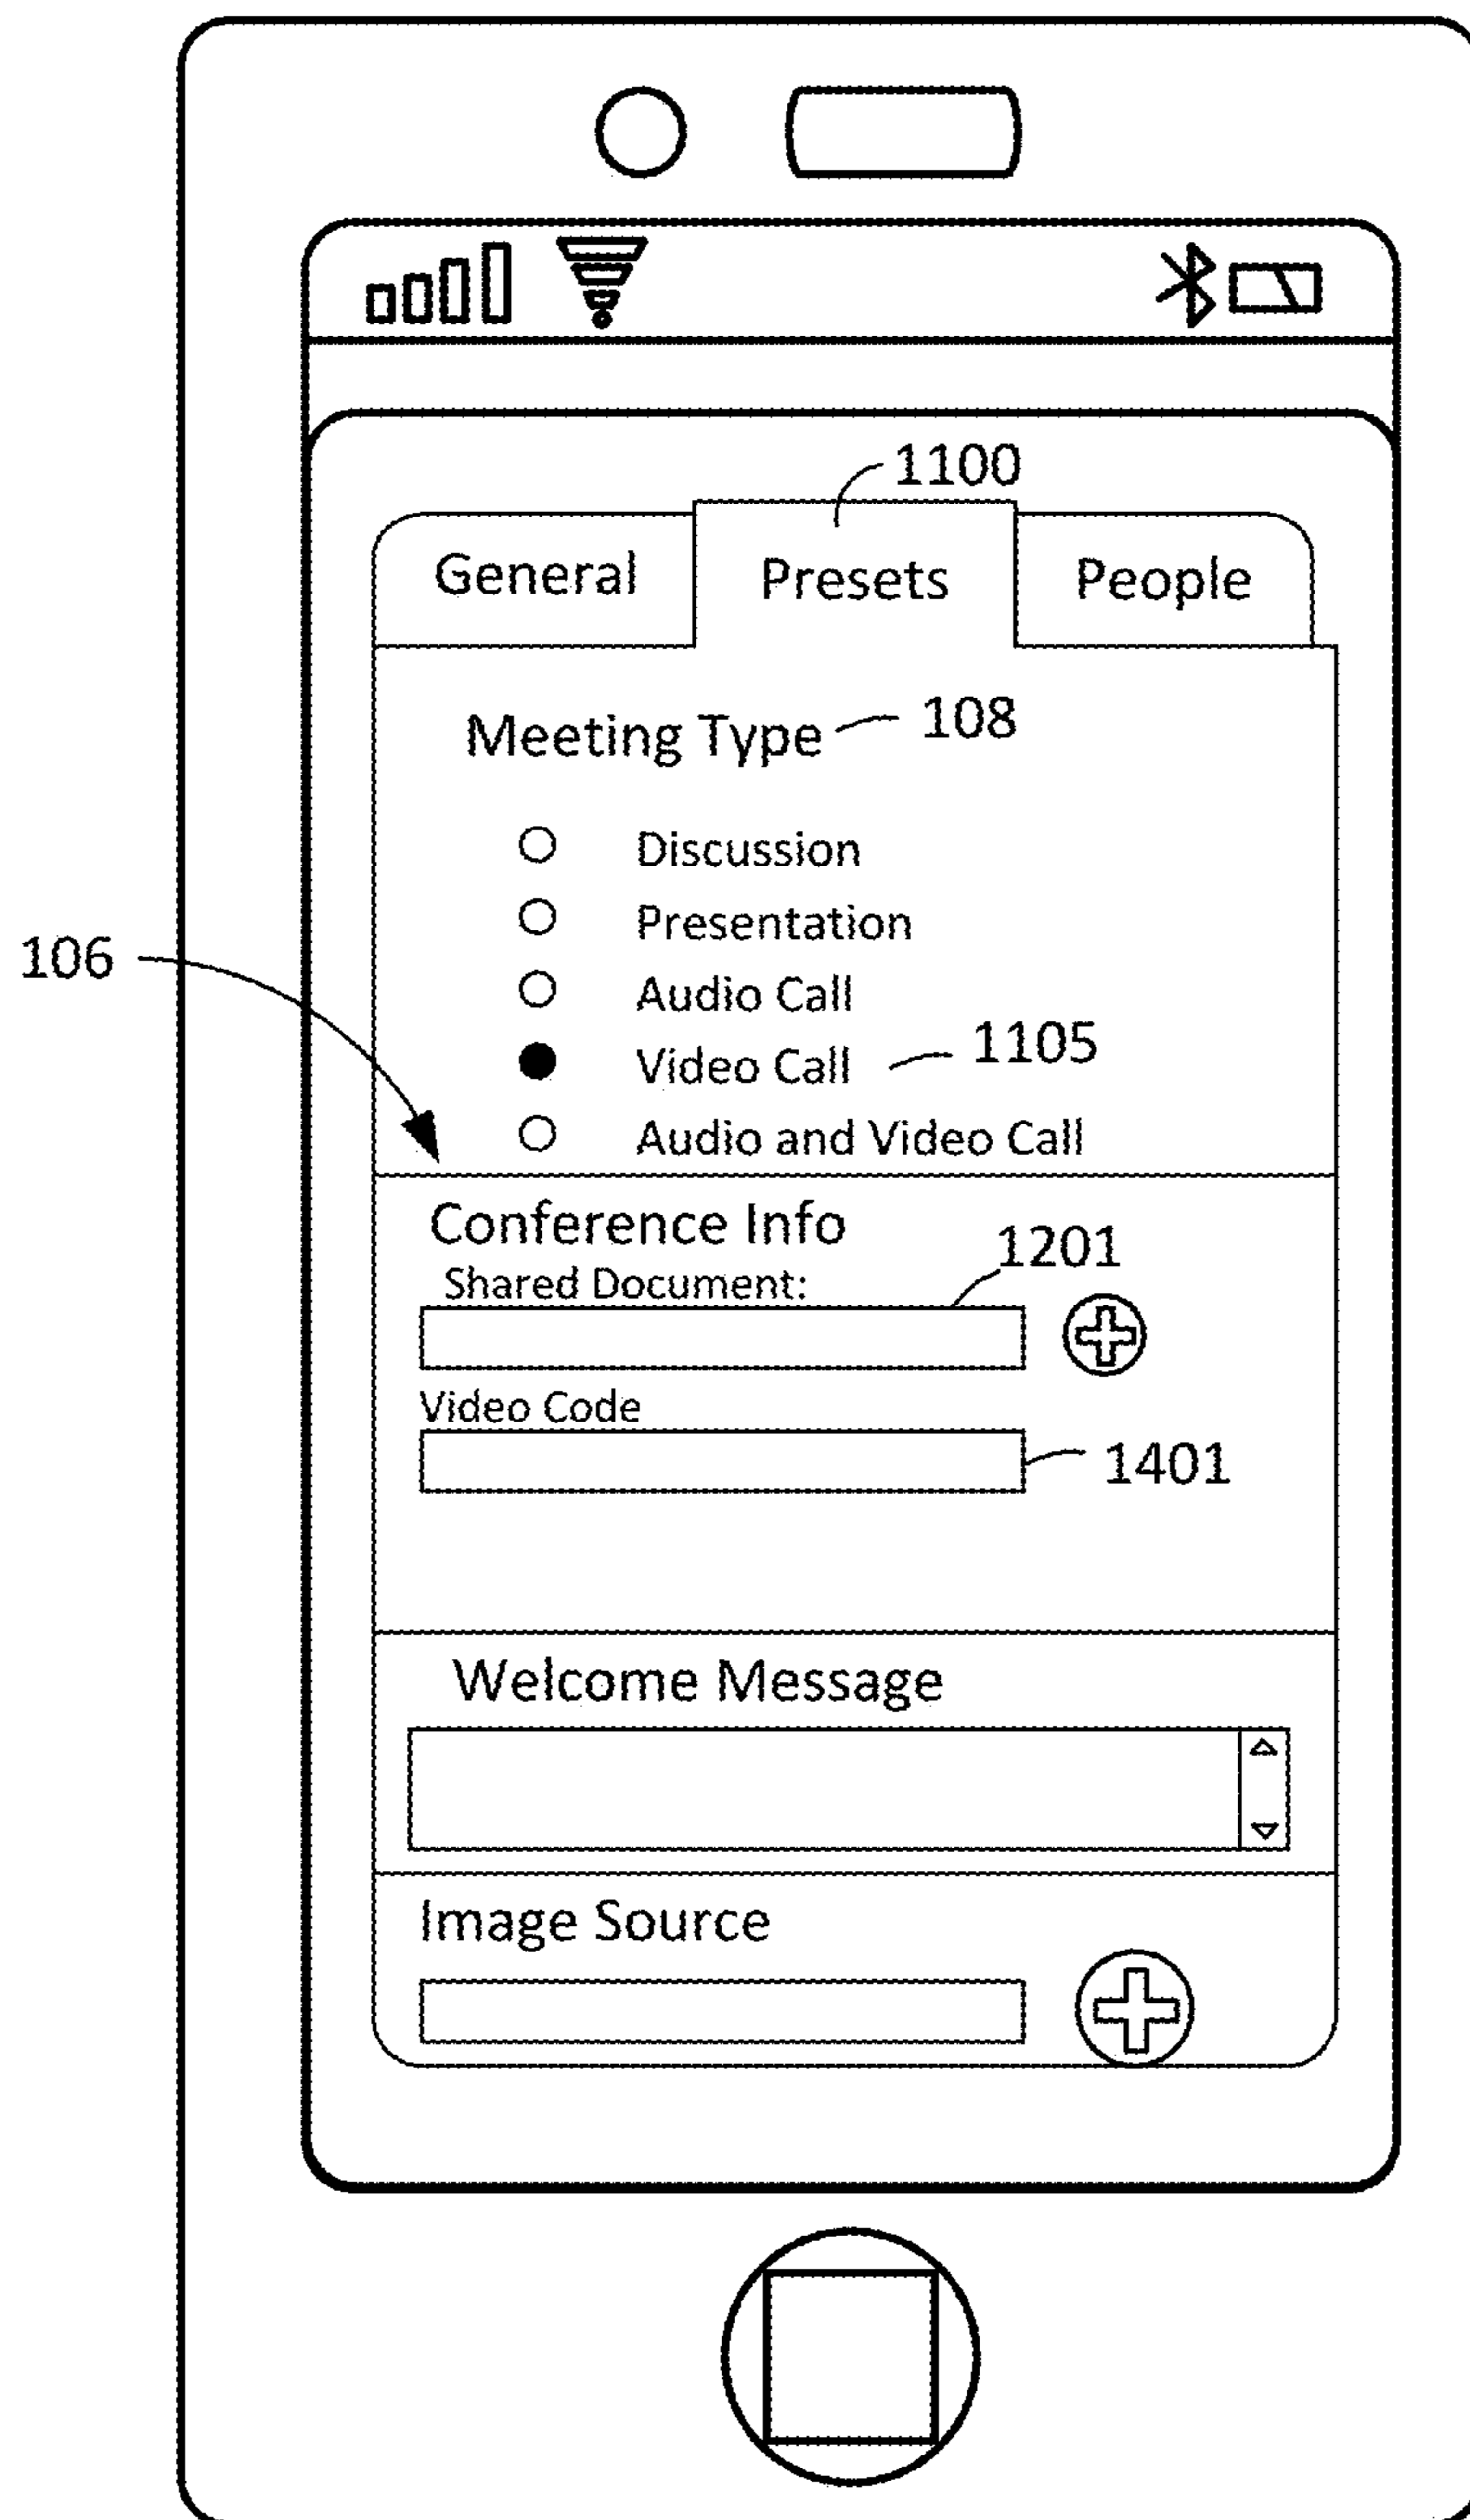 1100
General Presets People
Meeting Type 108
Discussion
Presentation
106
Audio Call
Video Call 1105
Audio and Video Call
Conference Info
1201
Shared Document:
Video Code
1401
Welcome Message
Image Source